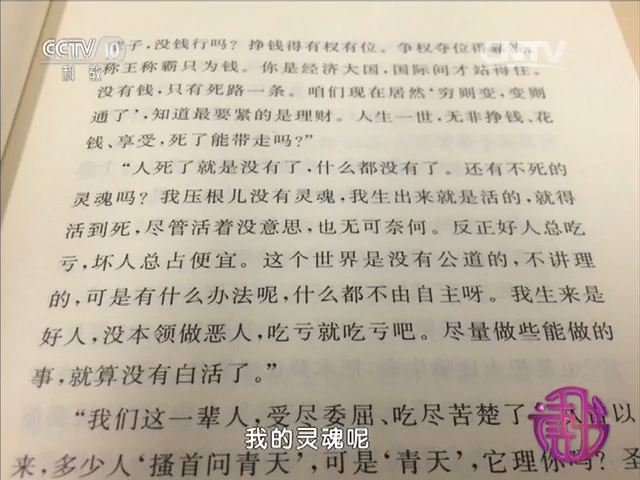 CCTV 10
科教
CNTV
子，没钱行吗？挣钱得有权有位。争权夺位得
称王称霸只为钱。你是经济大国，国际间才站得住。
没有钱，只有死路一条。咱们现在居然‘穷则变，变则
通了’，知道最要紧的是理财。人生一世，无非挣钱、花
钱、享受，死了能带走吗？”
“人死了就是没有了，什么都没有了。还有不死的
灵魂吗？我压根儿没有灵魂，我生出来就是活的，就得
活到死，尽管活着没意思，也无可奈何。反正好人总吃
亏，坏人总占便宜。这个世界是没有公道的，不讲理
的，可是有什么办法呢，什么都不由自主呀。我生来是
好人，没本领做恶人，吃亏就吃亏吧。尽量做些能做的
事，就算没有白活了。”
“我们这一辈人，受尽委屈、吃尽苦楚了 以
来，多少人‘搔首问青天’，可是‘青天’，它理你吗？圣
我的灵魂呢